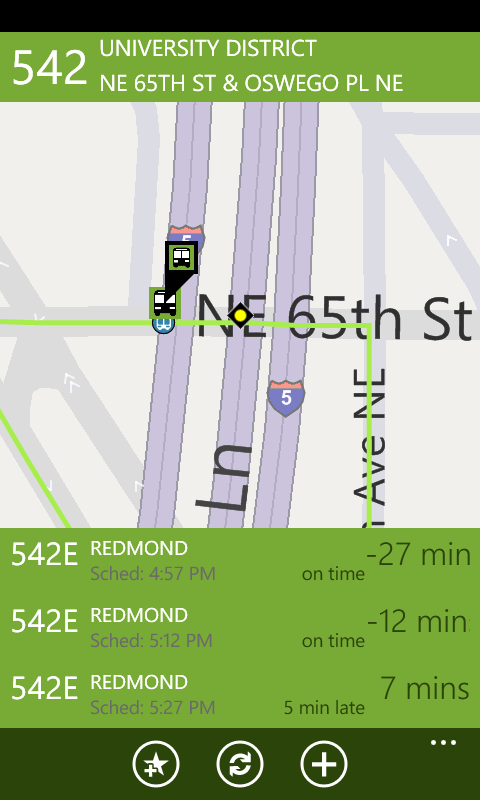 542
UNIVERSITY DISTRICT
NE 65TH ST & OSWEGO PL NE
5
NE 65th St
5
Ave NE
Ln
542E
REDMOND
Sched: 4:57 PM
on time
-27 min
542E
REDMOND
Sched: 5:12 PM
on time
-12 min
542E
REDMOND
Sched: 5:27 PM
5 min late
7 mins